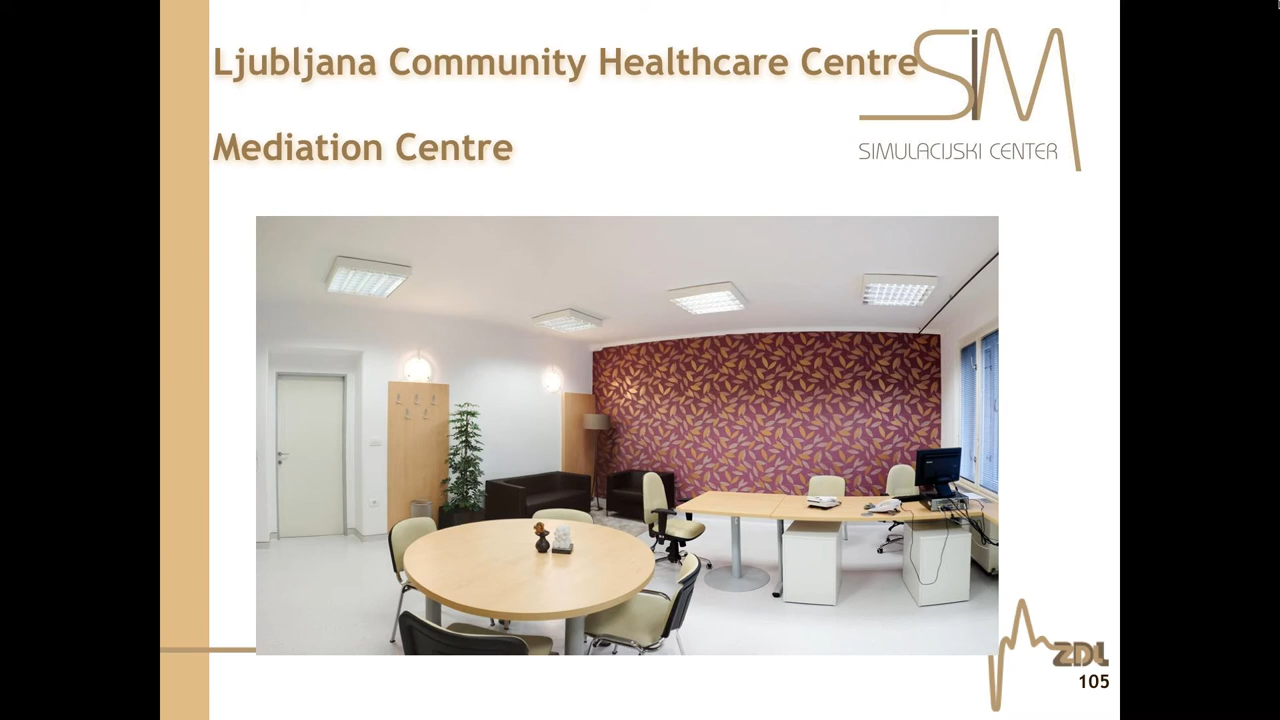 Ljubljana Community Healthcare Centre
SiM
Mediation Centre
SIMULACIJSKI CENTER
ZDL
105